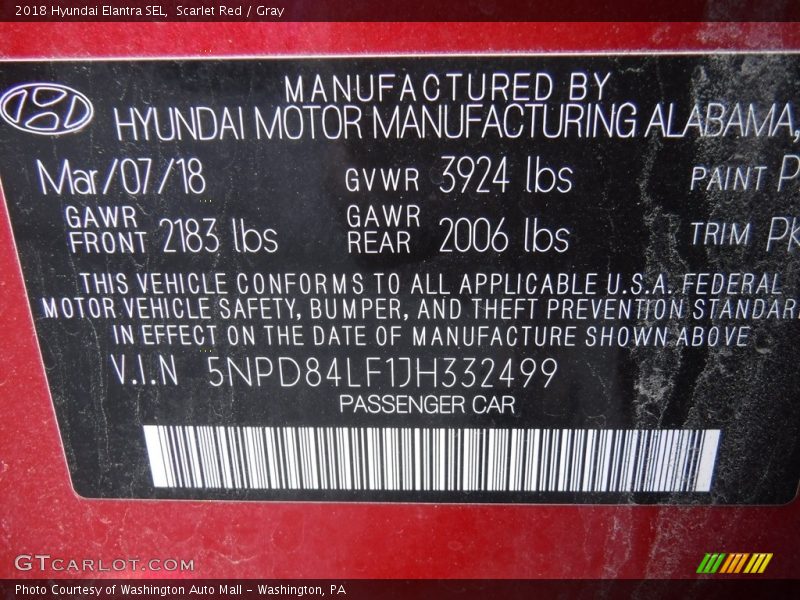 2018 Hyundai Elantra SEL, Scarlet Red / Gray
MANUFACTURED BY
HYUNDAI MOTOR MANUFACTURING ALABAMA,
Mar/07/18 GVWR 3924 lbs PAINT P
GAWR FRONT 2183 lbs GAWR REAR 2006 lbs TRIM PK
THIS VEHICLE CONFORMS TO ALL APPLICABLE U.S.A. FEDERAL
MOTOR VEHICLE SAFETY, BUMPER, AND THEFT PREVENTION STANDAR
IN EFFECT ON THE DATE OF MANUFACTURE SHOWN ABOVE
V.I.N 5NPD84LF1JH332499
PASSENGER CAR
GTCARLOT.COM
Photo Courtesy of Washington Auto Mall - Washington, PA